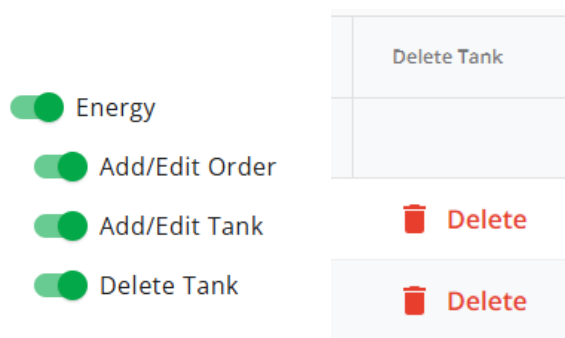 Energy
Add/Edit Order
Add/Edit Tank
Delete Tank
Delete Tank
Delete
Delete